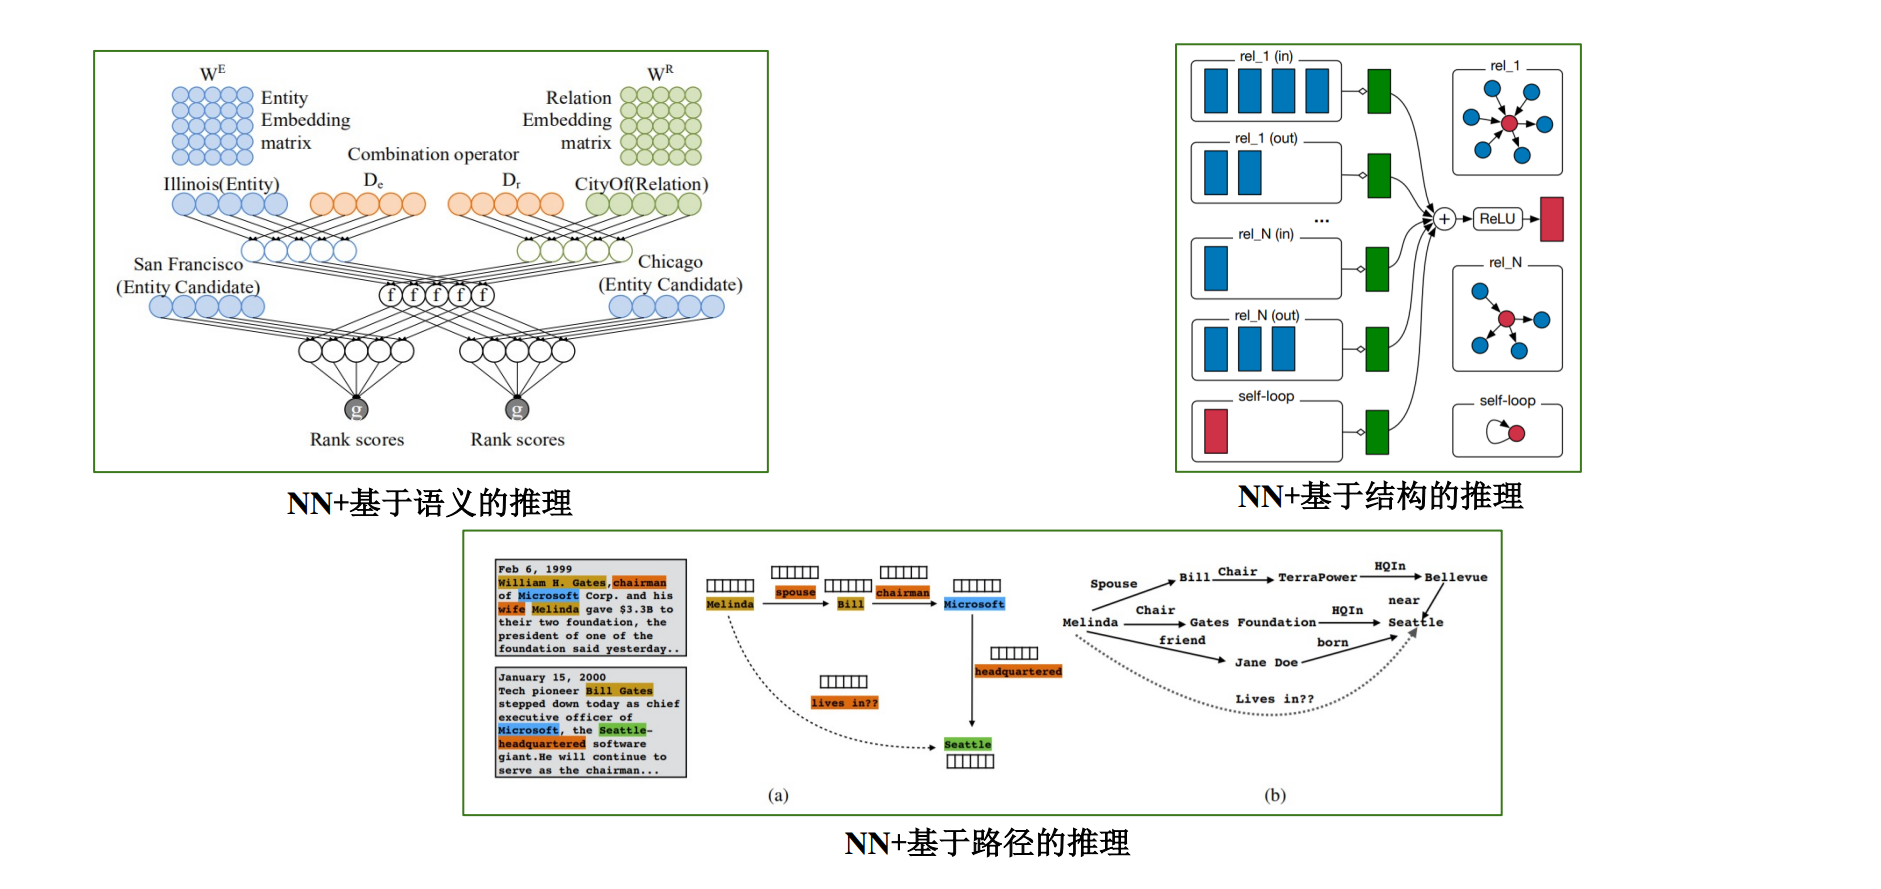 W^E
Entity
Embedding
matrix
W^R
Relation
Embedding
matrix
Combination operator
Illinois(Entity)
D_e
D_r
CityOf(Relation)
San Francisco
(Entity Candidate)
Chicago
(Entity Candidate)
f f f f f
g
g
Rank scores
Rank scores
NN+基于语义的推理
rel_1 (in)
rel_1 (out)
...
rel_N (in)
rel_N (out)
self-loop
+
ReLU
rel_1
rel_N
self-loop
NN+基于结构的推理
Feb 6, 1999
William H. Gates,chairman
of Microsoft Corp. and his
wife Melinda gave $3.3B to
their two foundation, the
president of one of the
foundation said yesterday..
January 15, 2000
Tech pioneer Bill Gates
stepped down today as chief
executive officer of
Microsoft, the Seattle-
headquartered software
giant.He will continue to
serve as the chairman...
Melinda
spouse
Bill
chairman
Microsoft
headquartered
lives in??
Seattle
(a)
Spouse
Bill
Chair
TerraPower
HQIn
Bellevue
near
Melinda
Chair
Gates Foundation
HQIn
Seattle
friend
Jane Doe
born
Lives in??
(b)
NN+基于路径的推理